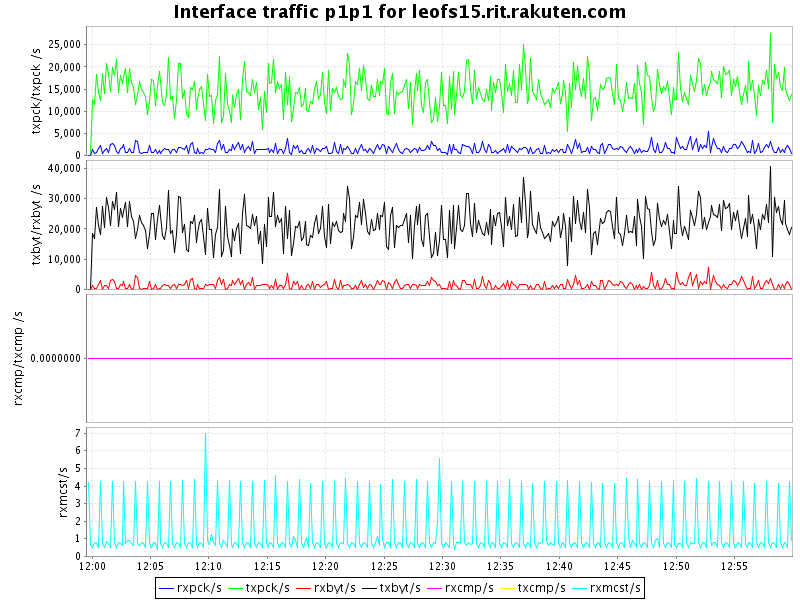 Interface traffic p1p1 for leofs15.rit.rakuten.com
txpck/txpck /s
25,000
20,000
15,000
10,000
5,000
0
txbyt/rxbyt /s
40,000
30,000
20,000
10,000
0
rxcmp/txcmp /s
0.0000000
rxmcst/s
7
6
5
4
3
2
1
0
12:00 12:05 12:10 12:15 12:20 12:25 12:30 12:35 12:40 12:45 12:50 12:55
rxpck/s txpck/s rxbyt/s txbyt/s rxcmp/s txcmp/s rxmcst/s